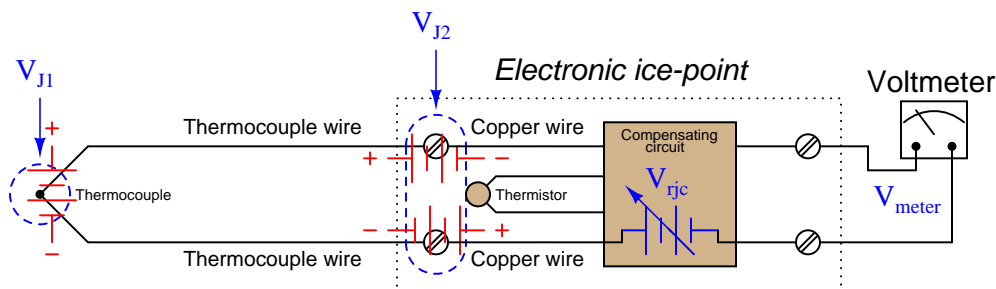 V_J2
V_J1
Electronic ice-point
Voltmeter
Thermocouple wire
Copper wire
Compensating
circuit
+
+
-
Thermocouple
Thermistor
V_rjc
V_meter
-
+
-
Thermocouple wire
Copper wire